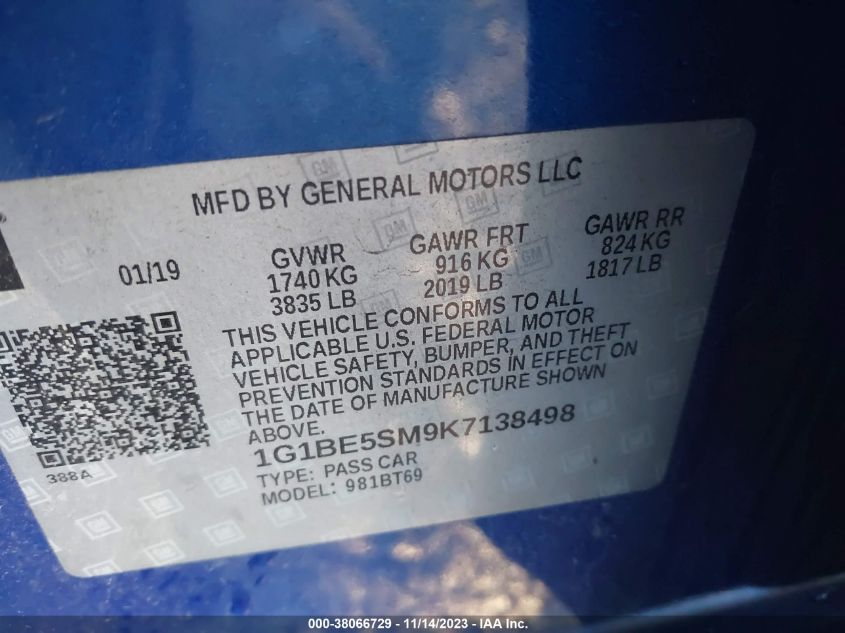 MFD BY GENERAL MOTORS LLC
01/19
GVWR
1740 KG
3835 LB
GAWR FRT
916 KG
2019 LB
GAWR RR
824 KG
1817 LB
THIS VEHICLE CONFORMS TO ALL
APPLICABLE U.S. FEDERAL MOTOR
VEHICLE SAFETY, BUMPER, AND THEFT
PREVENTION STANDARDS IN EFFECT ON
THE DATE OF MANUFACTURE SHOWN
ABOVE.
1G1BE5SM9K7138498
TYPE: PASS CAR
MODEL: 981BT69
388A
GM
000-38066729 - 11/14/2023 - IAA Inc.